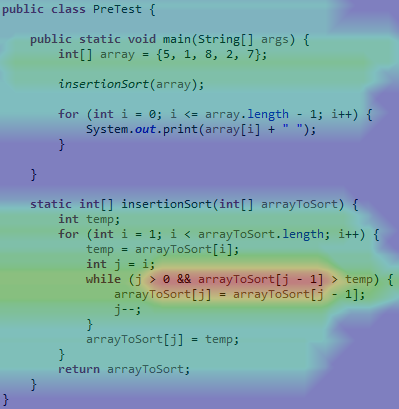 public class PreTest {
public static void main(String[] args) {
int[] array = {5, 1, 8, 2, 7};
insertionSort(array);
for (int i = 0; i <= array.length - 1; i++) {
System.out.print(array[i] + " ");
}
}
static int[] insertionSort(int[] arrayToSort) {
int temp;
for (int i = 1; i < arrayToSort.length; i++) {
temp = arrayToSort[i];
int j = i;
while (j > 0 && arrayToSort[j - 1] > temp) {
arrayToSort[j] = arrayToSort[j - 1];
j--;
}
arrayToSort[j] = temp;
}
return arrayToSort;
}
}